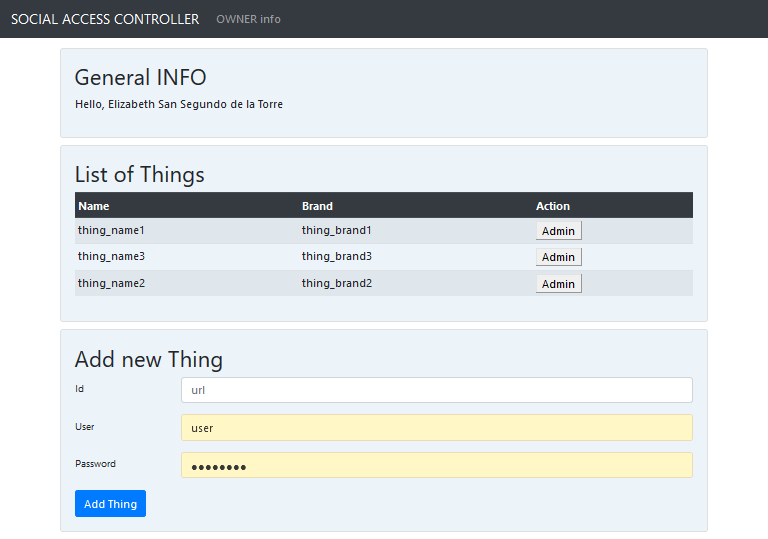 SOCIAL ACCESS CONTROLLER OWNER info
General INFO
Hello, Elizabeth San Segundo de la Torre
List of Things
Name Brand Action
thing_name1 thing_brand1 Admin
thing_name3 thing_brand3 Admin
thing_name2 thing_brand2 Admin
Add new Thing
Id url
User user
Password ●●●●●●●●
Add Thing